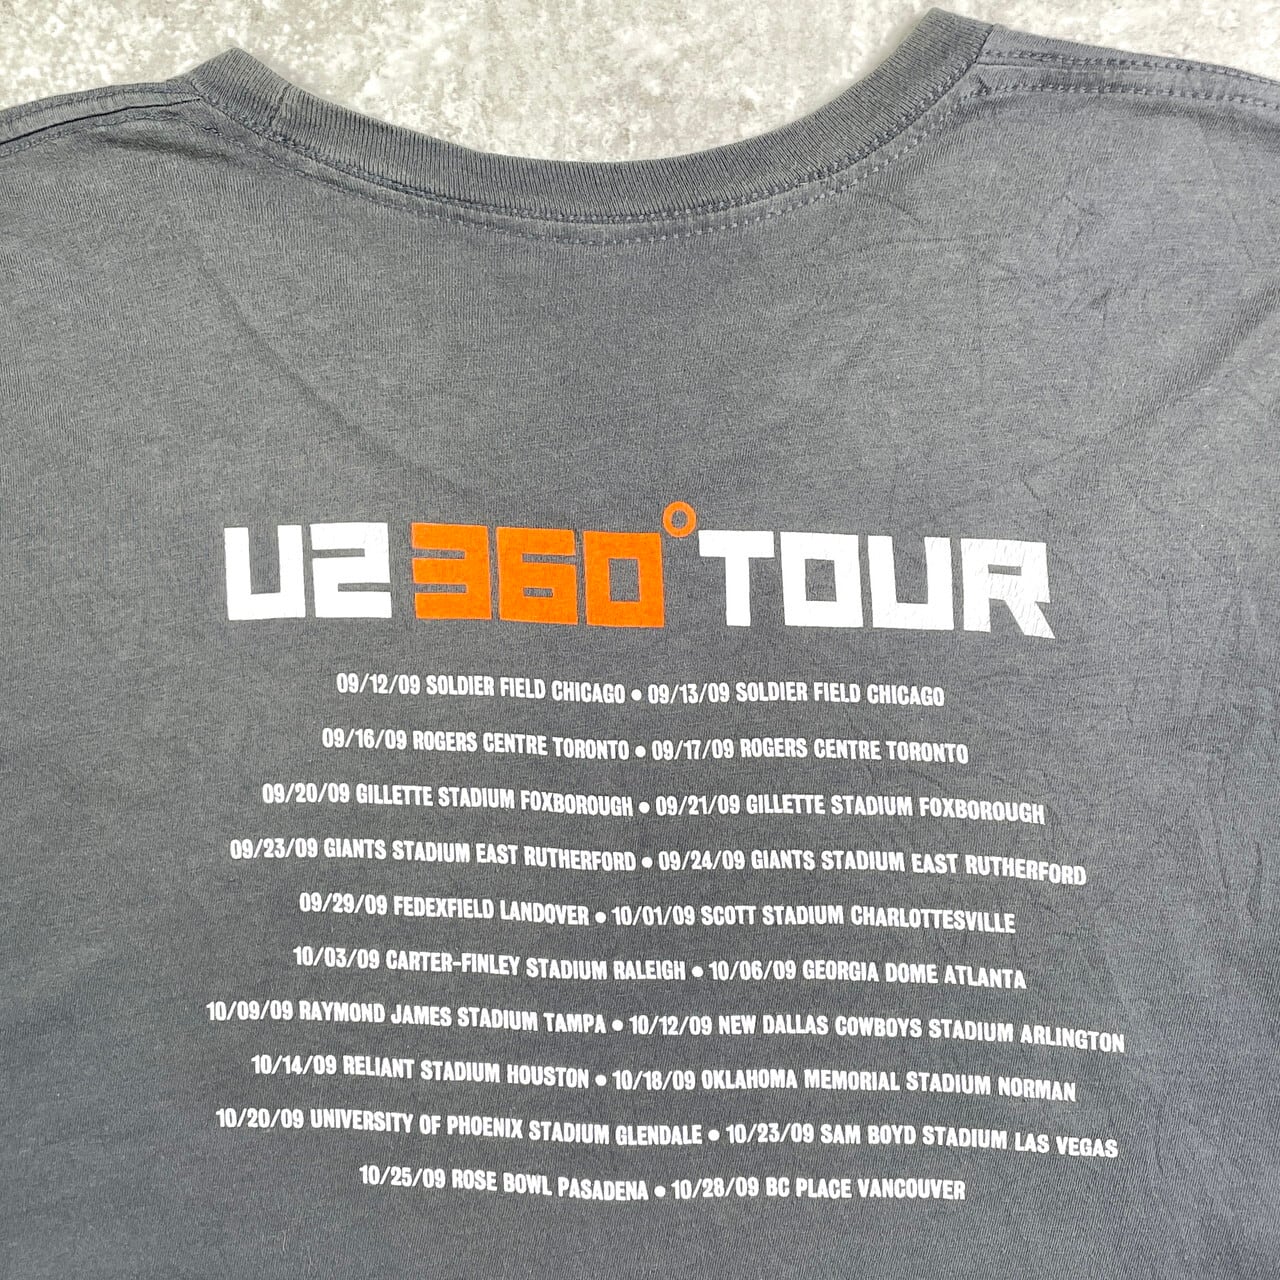 U2 360° TOUR
09/12/09 SOLDIER FIELD CHICAGO • 09/13/09 SOLDIER FIELD CHICAGO
09/16/09 ROGERS CENTRE TORONTO • 09/17/09 ROGERS CENTRE TORONTO
09/20/09 GILLETTE STADIUM FOXBOROUGH • 09/21/09 GILLETTE STADIUM FOXBOROUGH
09/23/09 GIANTS STADIUM EAST RUTHERFORD • 09/24/09 GIANTS STADIUM EAST RUTHERFORD
09/29/09 FEDEXFIELD LANDOVER • 10/01/09 SCOTT STADIUM CHARLOTTESVILLE
10/03/09 CARTER-FINLEY STADIUM RALEIGH • 10/06/09 GEORGIA DOME ATLANTA
10/09/09 RAYMOND JAMES STADIUM TAMPA • 10/12/09 NEW DALLAS COWBOYS STADIUM ARLINGTON
10/14/09 RELIANT STADIUM HOUSTON • 10/18/09 OKLAHOMA MEMORIAL STADIUM NORMAN
10/20/09 UNIVERSITY OF PHOENIX STADIUM GLENDALE • 10/23/09 SAM BOYD STADIUM LAS VEGAS
10/25/09 ROSE BOWL PASADENA • 10/28/09 BC PLACE VANCOUVER